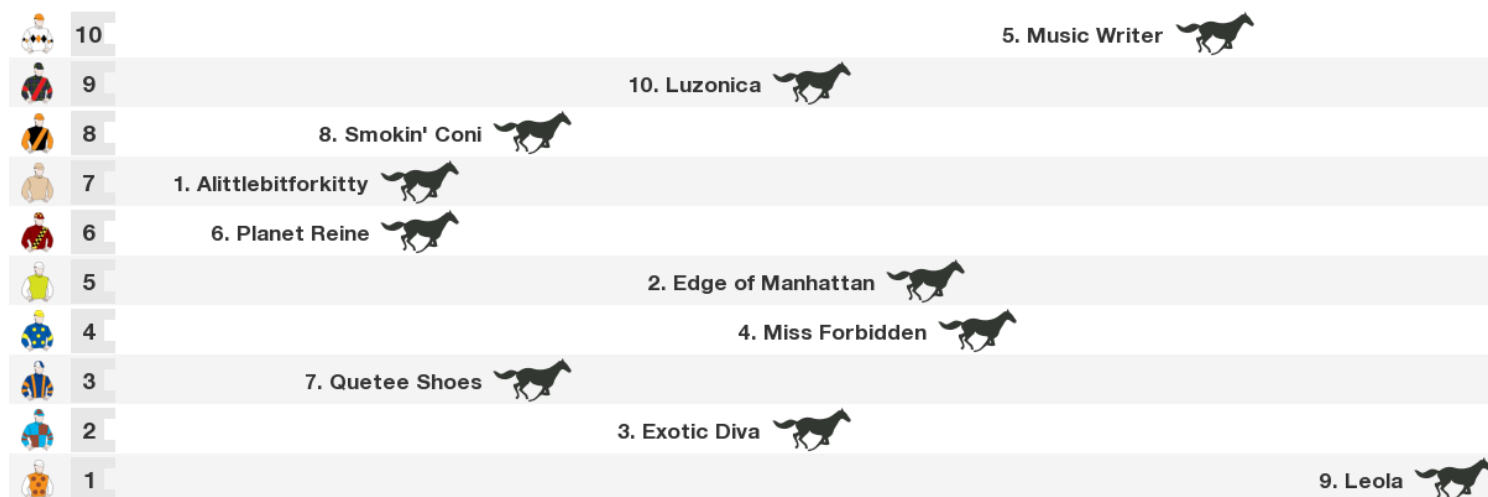 10 5. Music Writer
9 10. Luzonica
8 8. Smokin' Coni
7 1. Alittlebitforkitty
6 6. Planet Reine
5 2. Edge of Manhattan
4 4. Miss Forbidden
3 7. Quetee Shoes
2 3. Exotic Diva
1 9. Leola